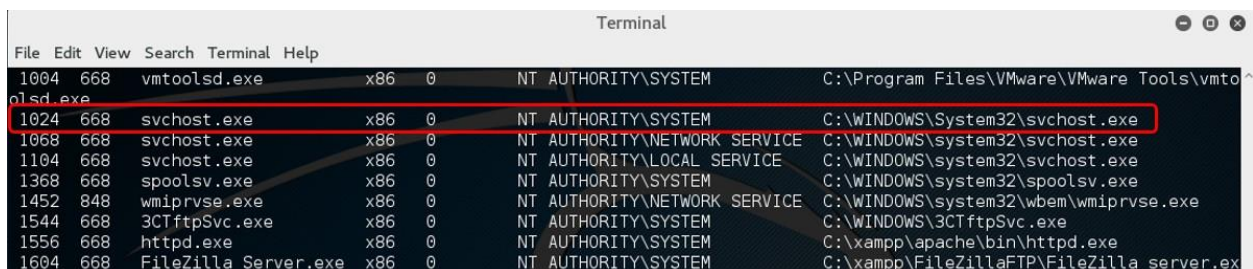 Terminal
File Edit View Search Terminal Help
1004 668 vmtoolsd.exe x86 0 NT AUTHORITY\SYSTEM C:\Program Files\VMware\VMware Tools\vmto
olsd.exe
1024 668 svchost.exe x86 0 NT AUTHORITY\SYSTEM C:\WINDOWS\System32\svchost.exe
1068 668 svchost.exe x86 0 NT AUTHORITY\NETWORK SERVICE C:\WINDOWS\system32\svchost.exe
1104 668 svchost.exe x86 0 NT AUTHORITY\LOCAL SERVICE C:\WINDOWS\system32\svchost.exe
1368 668 spoolsv.exe x86 0 NT AUTHORITY\SYSTEM C:\WINDOWS\system32\spoolsv.exe
1452 848 wmiprvse.exe x86 0 NT AUTHORITY\NETWORK SERVICE C:\WINDOWS\system32\wbem\wmiprvse.exe
1544 668 3CTftpSvc.exe x86 0 NT AUTHORITY\SYSTEM C:\WINDOWS\3CTftpSvc.exe
1556 668 httpd.exe x86 0 NT AUTHORITY\SYSTEM C:\xampp\apache\bin\httpd.exe
1604 668 FileZilla Server.exe x86 0 NT AUTHORITY\SYSTEM C:\xampp\FileZillaFTP\FileZilla server.ex